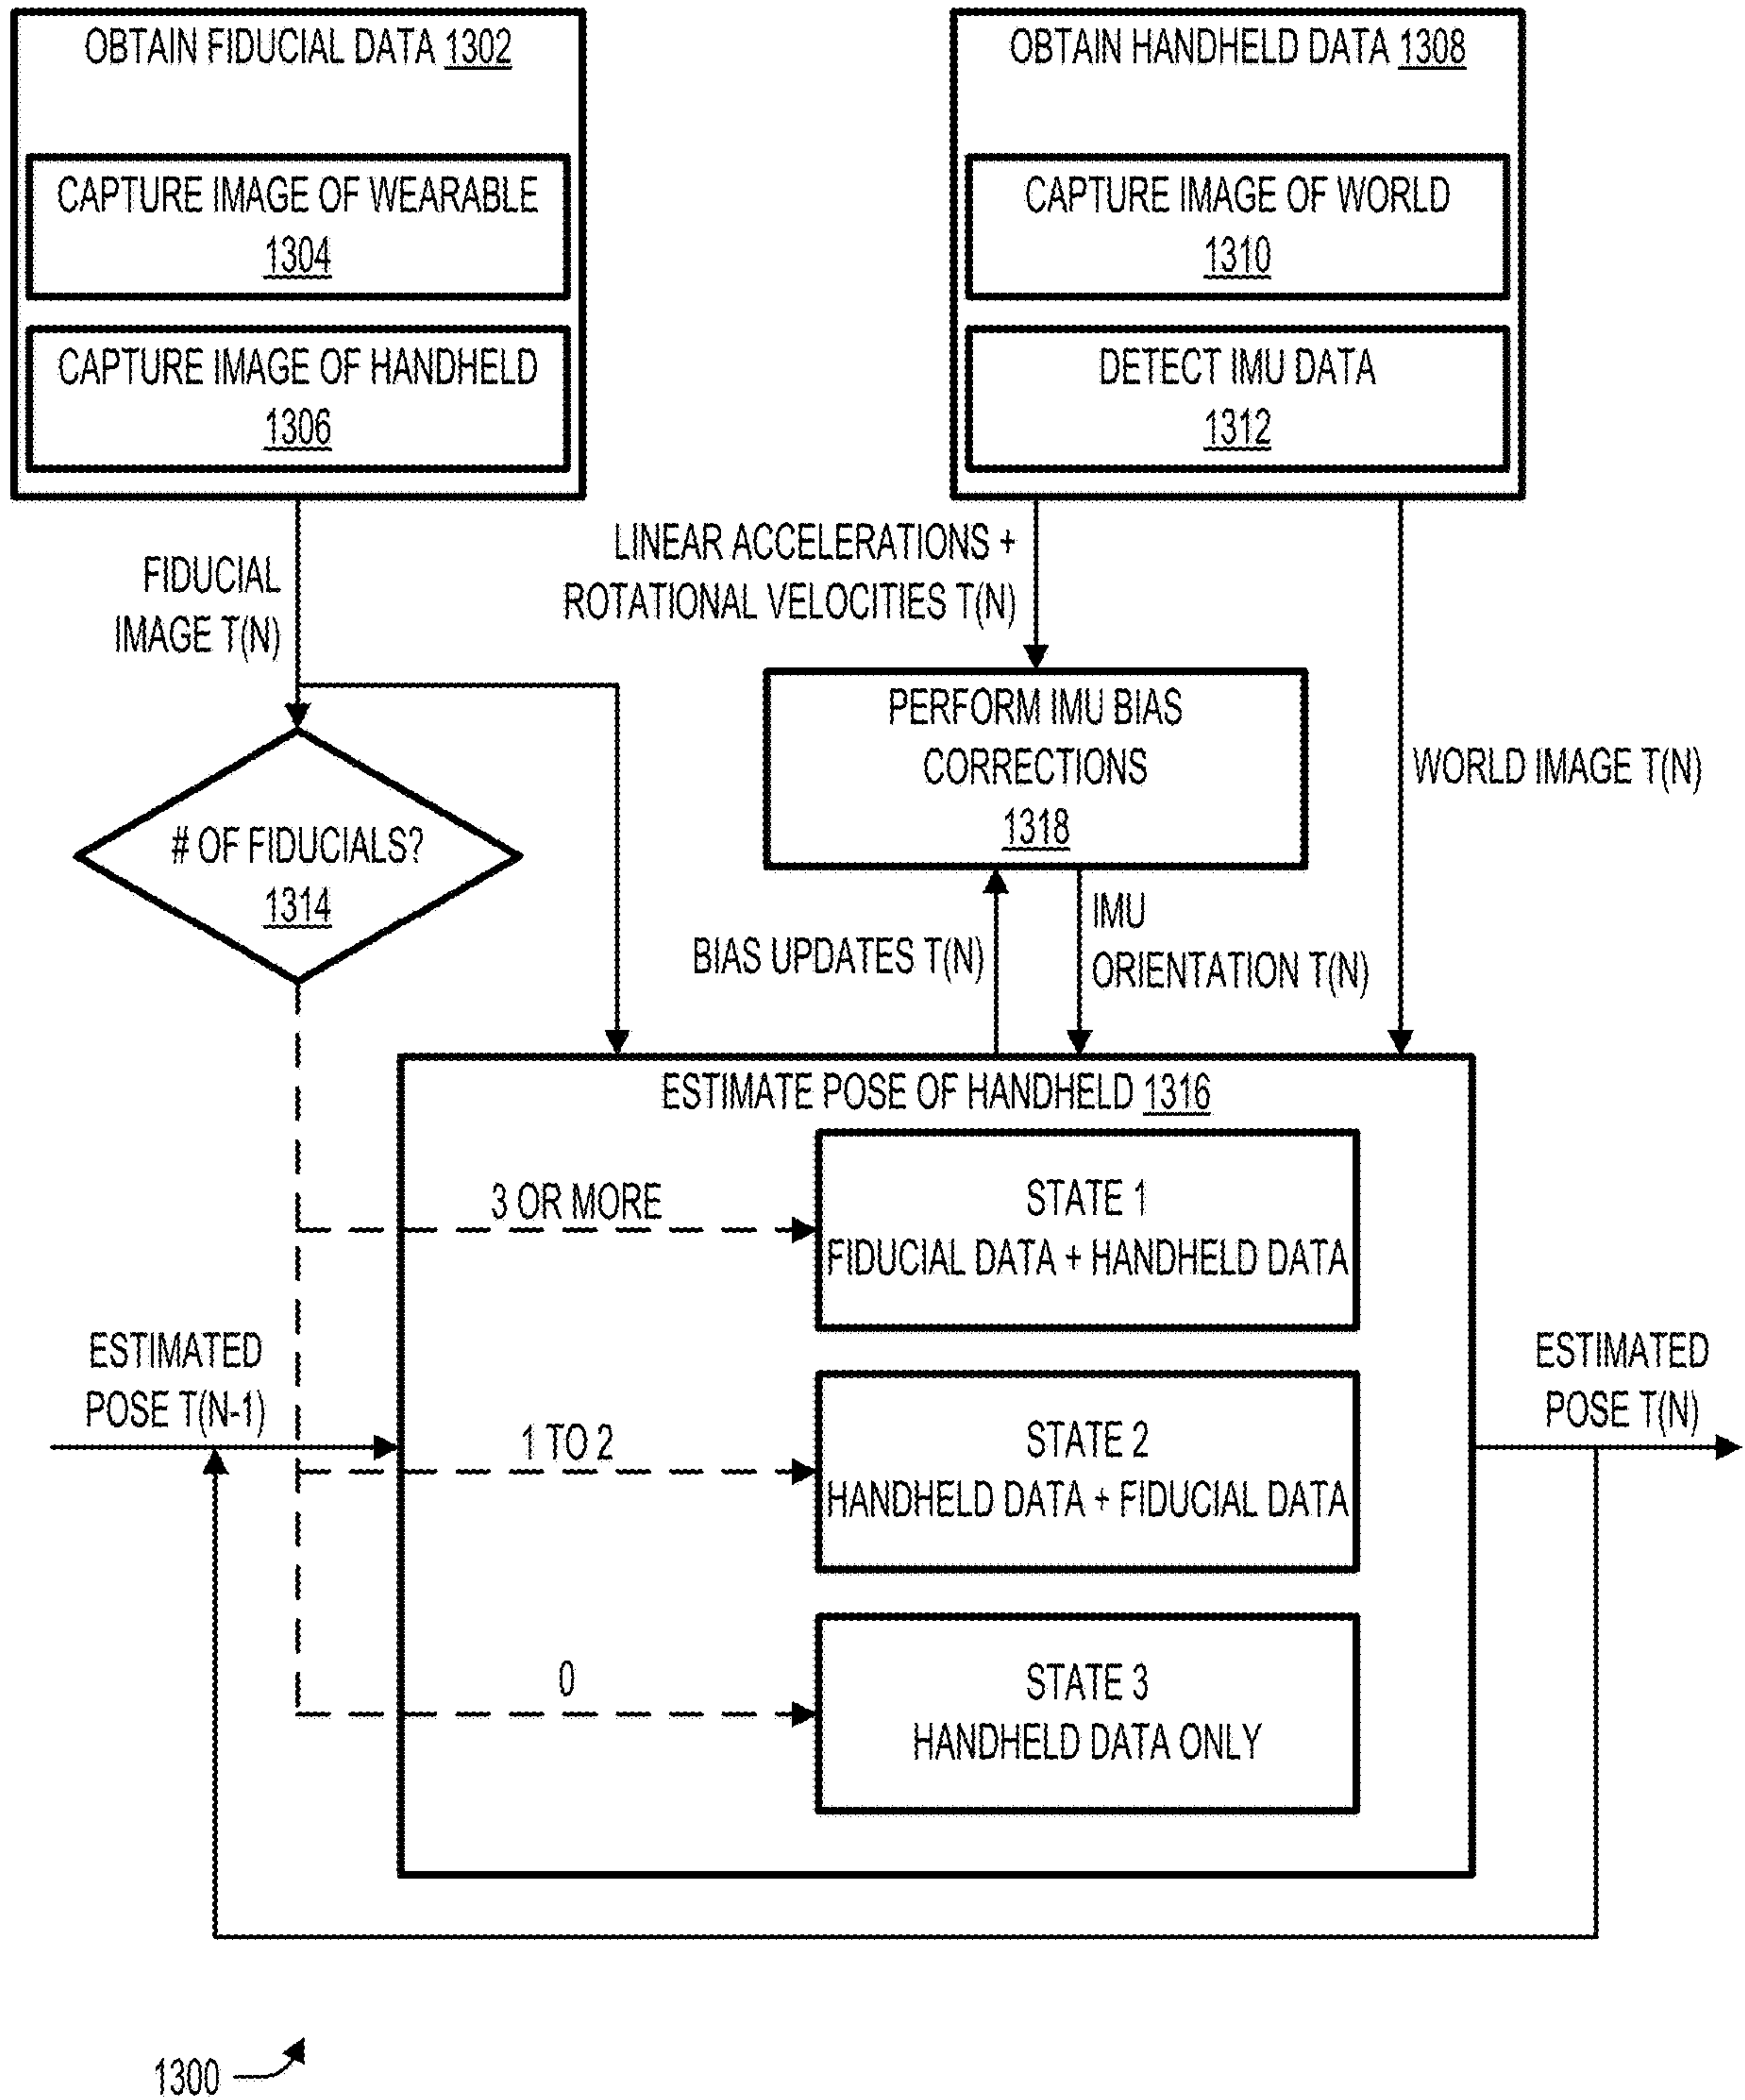 OBTAIN FIDUCIAL DATA 1302
CAPTURE IMAGE OF WEARABLE
1304
CAPTURE IMAGE OF HANDHELD
1306
OBTAIN HANDHELD DATA 1308
CAPTURE IMAGE OF WORLD
1310
DETECT IMU DATA
1312
FIDUCIAL
IMAGE T(N)
LINEAR ACCELERATIONS +
ROTATIONAL VELOCITIES T(N)
PERFORM IMU BIAS
CORRECTIONS
1318
WORLD IMAGE T(N)
# OF FIDUCIALS?
1314
BIAS UPDATES T(N)
IMU
ORIENTATION T(N)
ESTIMATE POSE OF HANDHELD 1316
3 OR MORE
STATE 1
FIDUCIAL DATA + HANDHELD DATA
ESTIMATED
POSE T(N-1)
1 TO 2
STATE 2
HANDHELD DATA + FIDUCIAL DATA
ESTIMATED
POSE T(N)
0
STATE 3
HANDHELD DATA ONLY
1300